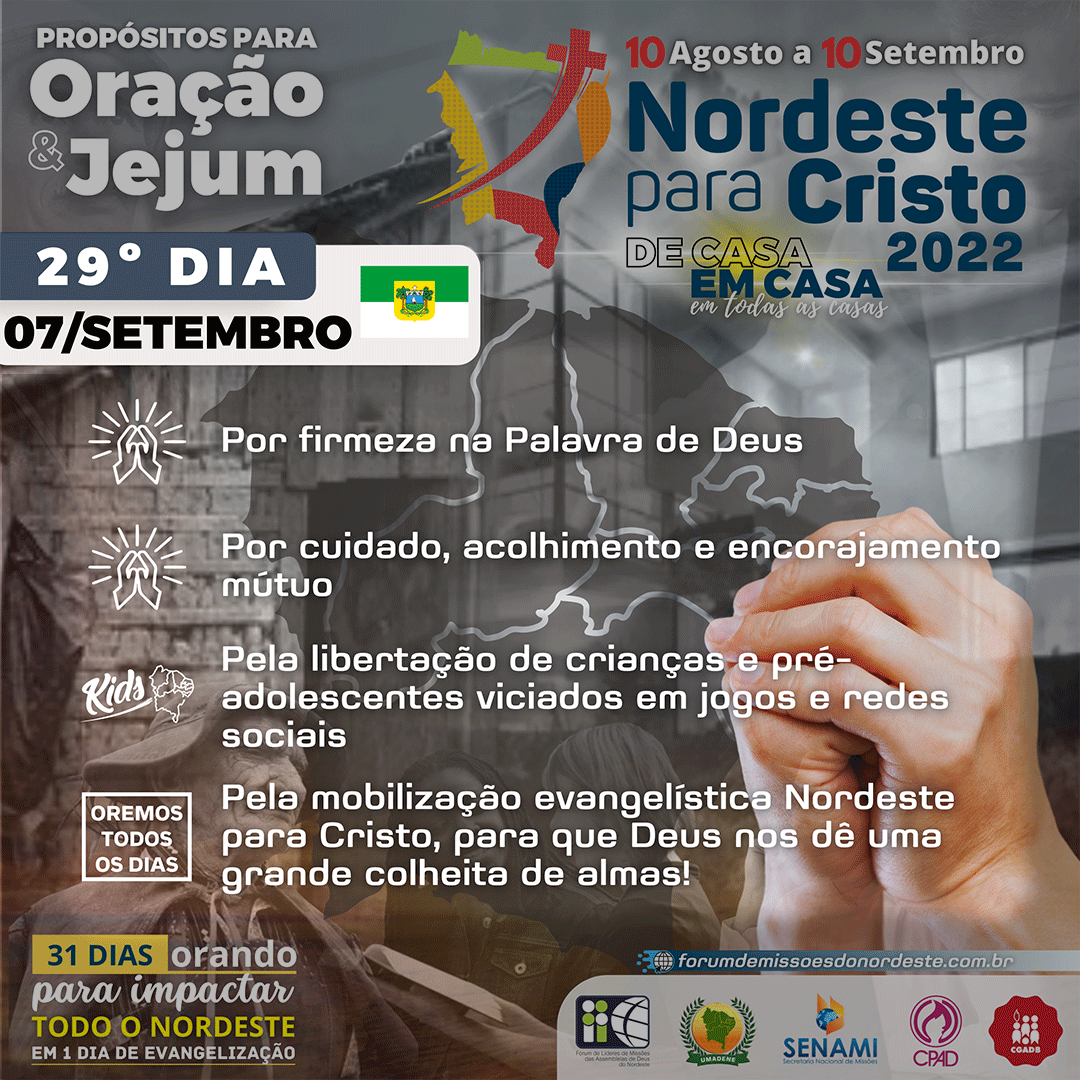 PROPÓSITOS PARA
Oração
& Jejum
29º DIA
07/SETEMBRO
10 Agosto a 10 Setembro
Nordeste
para Cristo
DE CASA 2022
EM CASA
em todas as casas
Por firmeza na Palavra de Deus
Por cuidado, acolhimento e encorajamento
mútuo
Kids
Pela libertação de crianças e pré-
adolescentes viciados em jogos e redes
sociais
OREMOS
TODOS
OS DIAS
Pela mobilização evangelística Nordeste
para Cristo, para que Deus nos dê uma
grande colheita de almas!
31 DIAS orando
para impactar
TODO O NORDESTE
EM 1 DIA DE EVANGELIZAÇÃO
forumdemissoesdonordeste.com.br
Fórum de Líderes de Missões
das Assembleias de Deus
do Nordeste
UMADENE
SENAMI
Secretaria Nacional de Missões
CPAD
CGADB